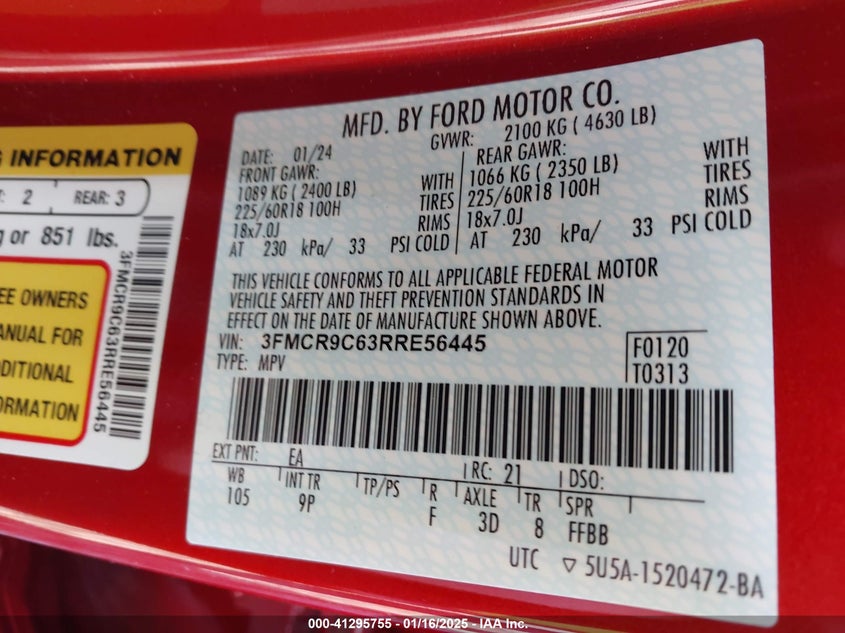 G INFORMATION
: 2 REAR: 3
g or 851 lbs.
EE OWNERS
ANUAL FOR
DITIONAL
ORMATION
3FMCR9C63RRE56445
MFD. BY FORD MOTOR CO.
DATE: 01/24 GVWR: 2100 KG ( 4630 LB)
FRONT GAWR: REAR GAWR:
1089 KG ( 2400 LB) WITH 1066 KG ( 2350 LB) WITH
225/60R18 100H TIRES 225/60R18 100H TIRES
18x7.0J RIMS 18x7.0J RIMS
AT 230 kPa/ 33 PSI COLD AT 230 kPa/ 33 PSI COLD
THIS VEHICLE CONFORMS TO ALL APPLICABLE FEDERAL MOTOR
VEHICLE SAFETY AND THEFT PREVENTION STANDARDS IN
EFFECT ON THE DATE OF MANUFACTURE SHOWN ABOVE.
VIN: 3FMCR9C63RRE56445
TYPE: MPV
F0120
T0313
EXT PNT: EA RC: 21 DSO:
WB INT TR TP/PS R AXLE TR SPR
105 9P F 3D 8 FFBB
UTC ▽ 5U5A-1520472-BA
000-41295755 - 01/16/2025 - IAA Inc.